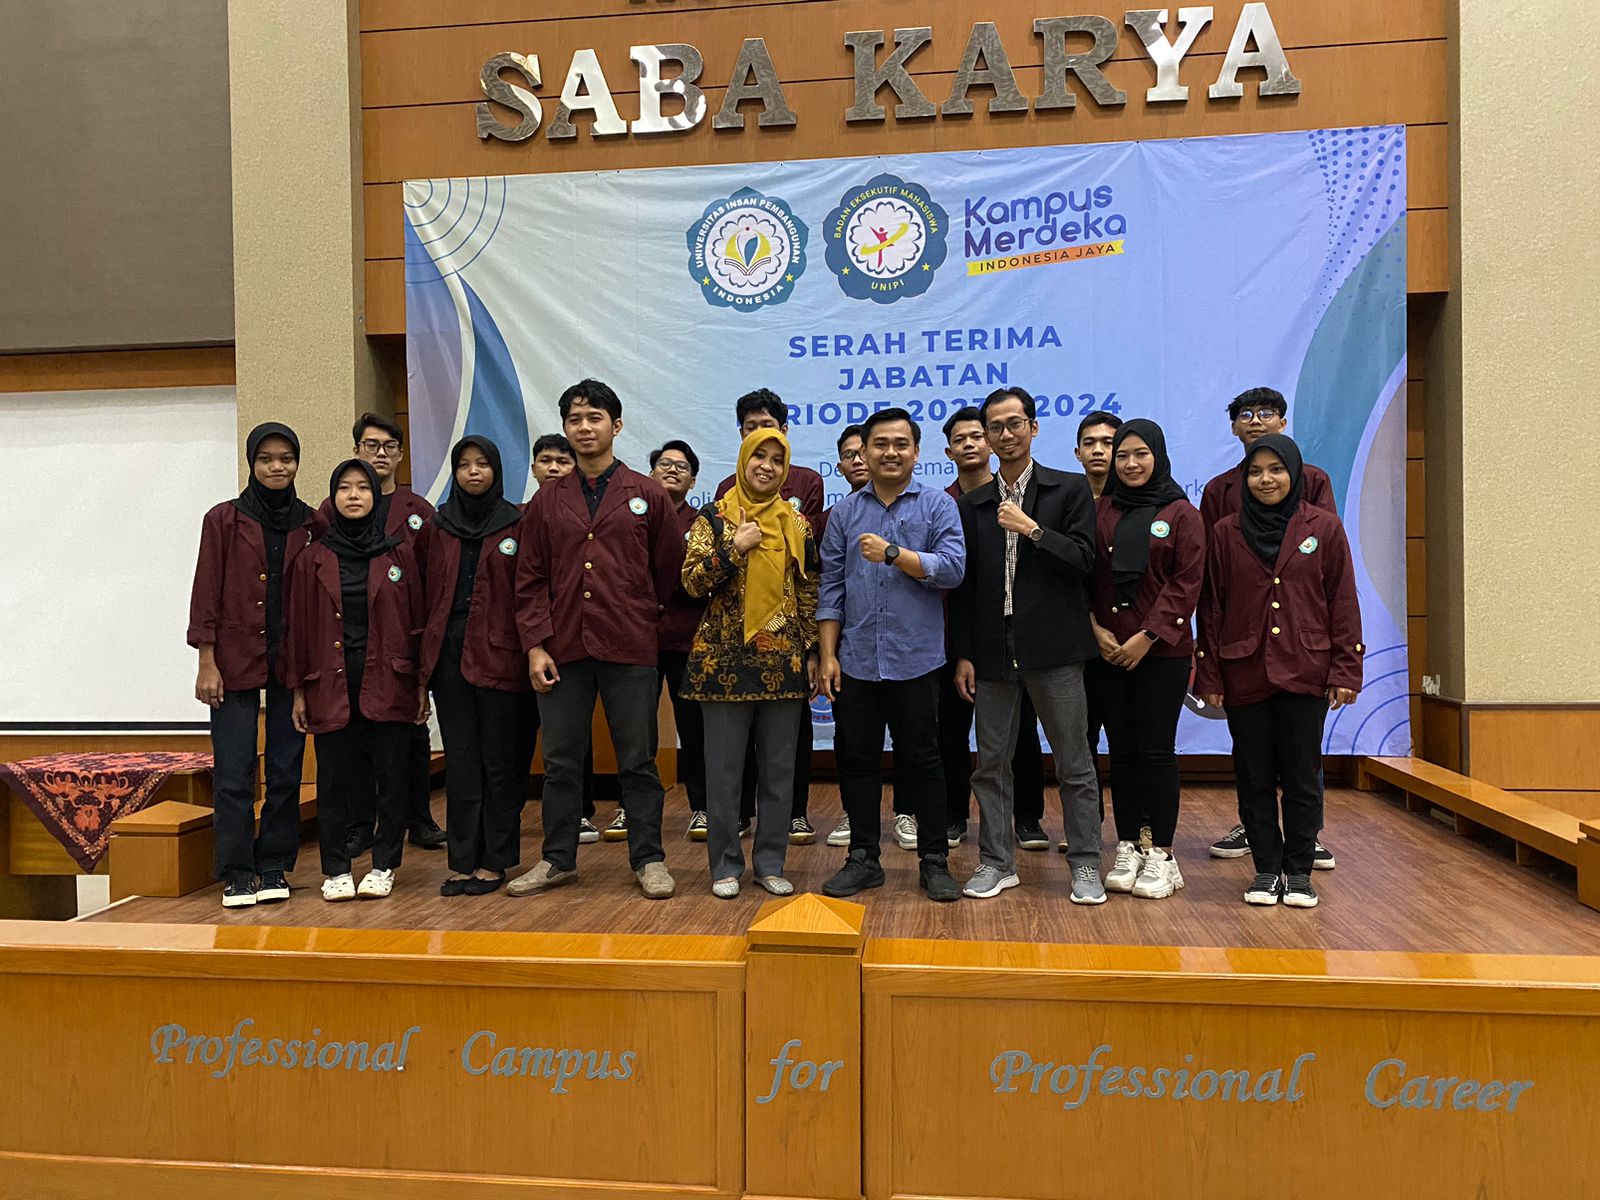 SABA KARYA
UNIVERSITAS INSAN PEMBANGUNAN
INDONESIA
BADAN EKSEKUTIF MAHASISWA
UNIPI
Kampus
Merdeka
INDONESIA JAYA
SERAH TERIMA
JABATAN
2024
Professional Campus for Professional Career